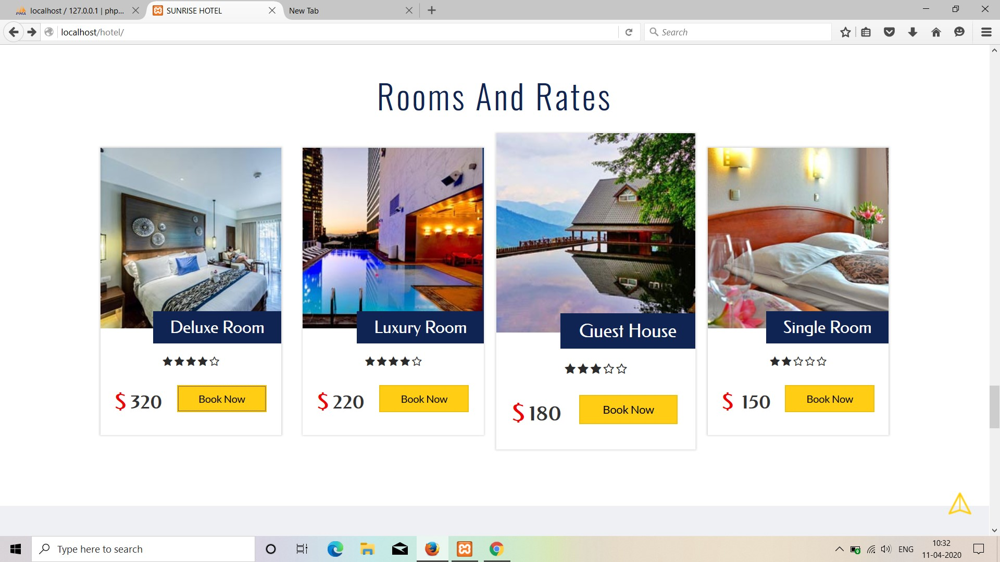 localhost / 127.0.0.1 | php...
SUNRISE HOTEL
New Tab
localhost/hotel/
Search
Rooms And Rates
Deluxe Room
$ 320
Book Now
Luxury Room
$ 220
Book Now
Guest House
$ 180
Book Now
Single Room
$ 150
Book Now
Type here to search
ENG
10:32
11-04-2020